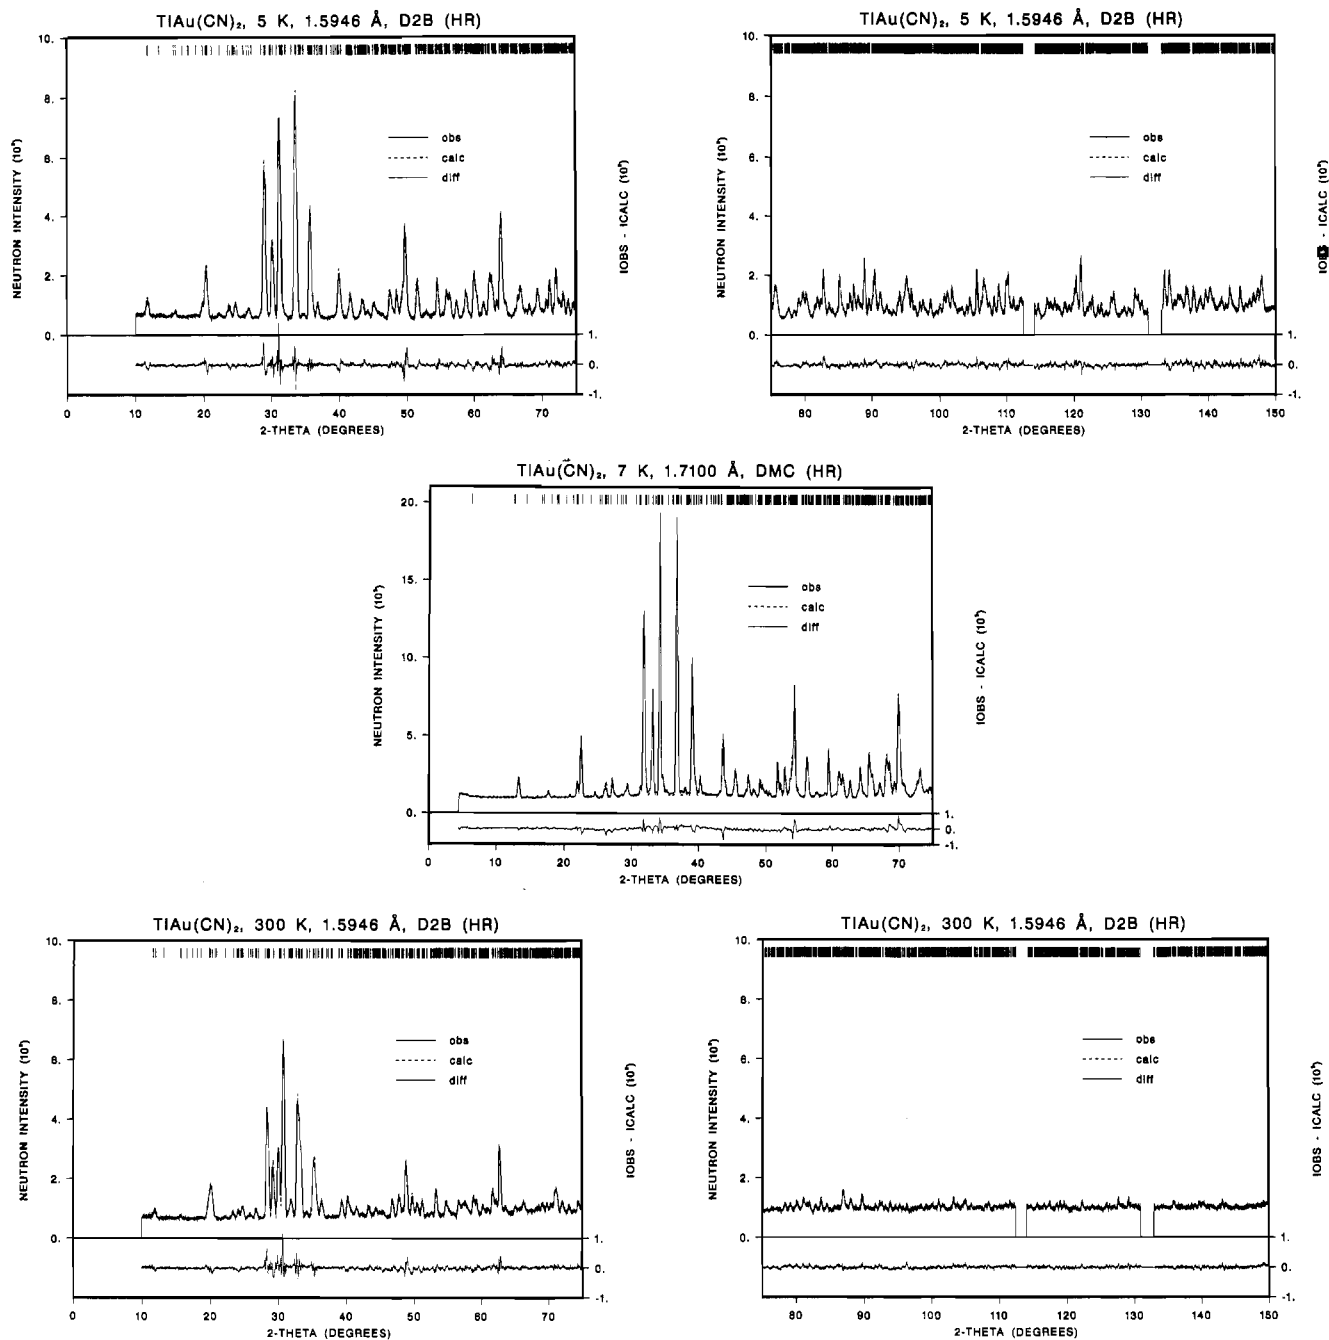 TlAu(CN)₂, 5 K, 1.5946 Å, D2B (HR)
10.
8.
6.
4.
2.
0.
NEUTRON INTENSITY (10³)
obs
calc
diff
IOBS - ICALC (10³)
1.
0.
-1.
0 10 20 30 40 50 60 70
2-THETA (DEGREES)
TlAu(CN)₂, 5 K, 1.5946 Å, D2B (HR)
10.
8.
6.
4.
2.
0.
NEUTRON INTENSITY (10³)
obs
calc
diff
- ICALC (10³)
1.
0.
-1.
80 90 100 110 120 130 140 150
2-THETA (DEGREES)
TlAu(CN)₂, 7 K, 1.7100 Å, DMC (HR)
20.
15.
10.
5.
0.
NEUTRON INTENSITY (10³)
obs
calc
diff
IOBS - ICALC (10³)
1.
0.
-1.
0 10 20 30 40 50 60 70
2-THETA (DEGREES)
TlAu(CN)₂, 300 K, 1.5946 Å, D2B (HR)
10.
8.
6.
4.
2.
0.
NEUTRON INTENSITY (10³)
obs
calc
diff
IOBS - ICALC (10³)
1.
0.
-1.
0 10 20 30 40 50 60 70
2-THETA (DEGREES)
TlAu(CN)₂, 300 K, 1.5946 Å, D2B (HR)
10.
8.
6.
4.
2.
0.
NEUTRON INTENSITY (10³)
obs
calc
diff
IOBS - ICALC (10³)
1.
0.
-1.
80 90 100 110 120 130 140 150
2-THETA (DEGREES)